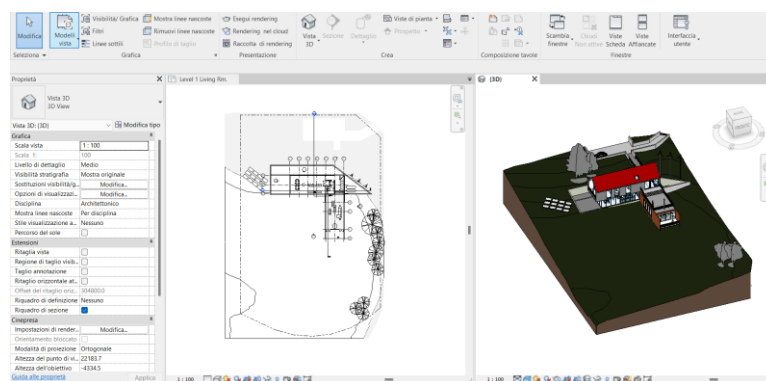 Modifica
Modelli vista
Visibilità/ Grafica
Filtri
Linee sottili
Mostra linee nascoste
Rimuovi linee nascoste
Profilo di taglio
Esegui rendering
Rendering nel cloud
Raccolta di rendering
Vista 3D
Sezione
Dettaglio
Viste di pianta
Prospetto
Scambia finestre
Chiudi Non attive
Viste Scheda
Viste Affiancate
Interfaccia utente
Seleziona
Grafica
Presentazione
Crea
Composizione tavole
Finestre
Proprietà
Vista 3D
3D View
Vista 3D: (3D)
Modifica tipo
Grafica
Scala vista 1 : 100
Scala 1: 100
Livello di dettaglio Medio
Visibilità stratigrafia Mostra originale
Sostituzioni visibilità/g... Modifica...
Opzioni di visualizzazi... Modifica...
Disciplina Architettonico
Mostra linee nascoste Per disciplina
Stile visualizzazione a... Nessuno
Percorso del sole
Estensioni
Ritaglia vista
Regione di taglio visib...
Taglio annotazione
Ritaglio orizzontale at...
Offset del ritaglio oriz... 304800.0
Riquadro di definizione Nessuno
Riquadro di sezione
Cinepresa
Impostazioni di render... Modifica...
Orientamento bloccato
Modalità di proiezione Ortogonale
Altezza del punto di vi... 22183.7
Altezza dell'obiettivo -4334.5
Guida alle proprietà
Applica
Level 1 Living Rm.
1 : 100
(3D)
1 : 100